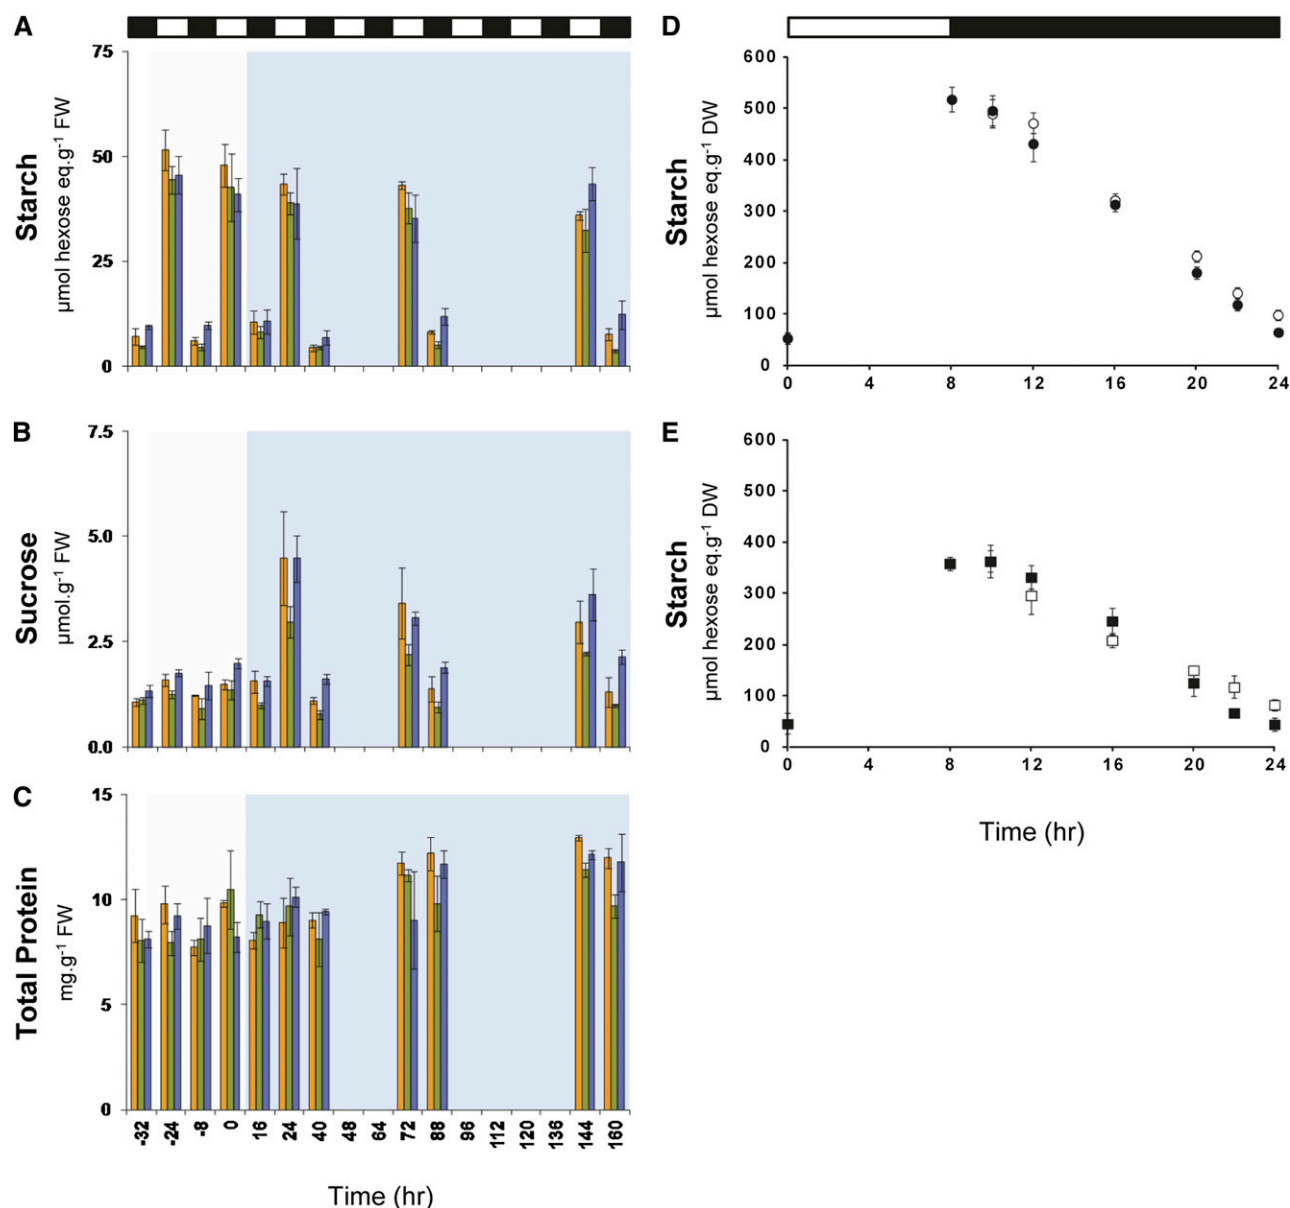 A
75
50
25
0
Starch
µmol hexose eq.g⁻¹ FW
B
7.5
5.0
2.5
0.0
Sucrose
µmol.g⁻¹ FW
C
15
10
5
0
Total Protein
mg.g⁻¹ FW
-32 -24 -8 0 16 24 40 48 64 72 88 96 112 120 136 144 160
Time (hr)
D
600
500
400
300
200
100
0
Starch
µmol hexose eq.g⁻¹ DW
0 4 8 12 16 20 24
E
600
500
400
300
200
100
0
Starch
µmol hexose eq.g⁻¹ DW
0 4 8 12 16 20 24
Time (hr)